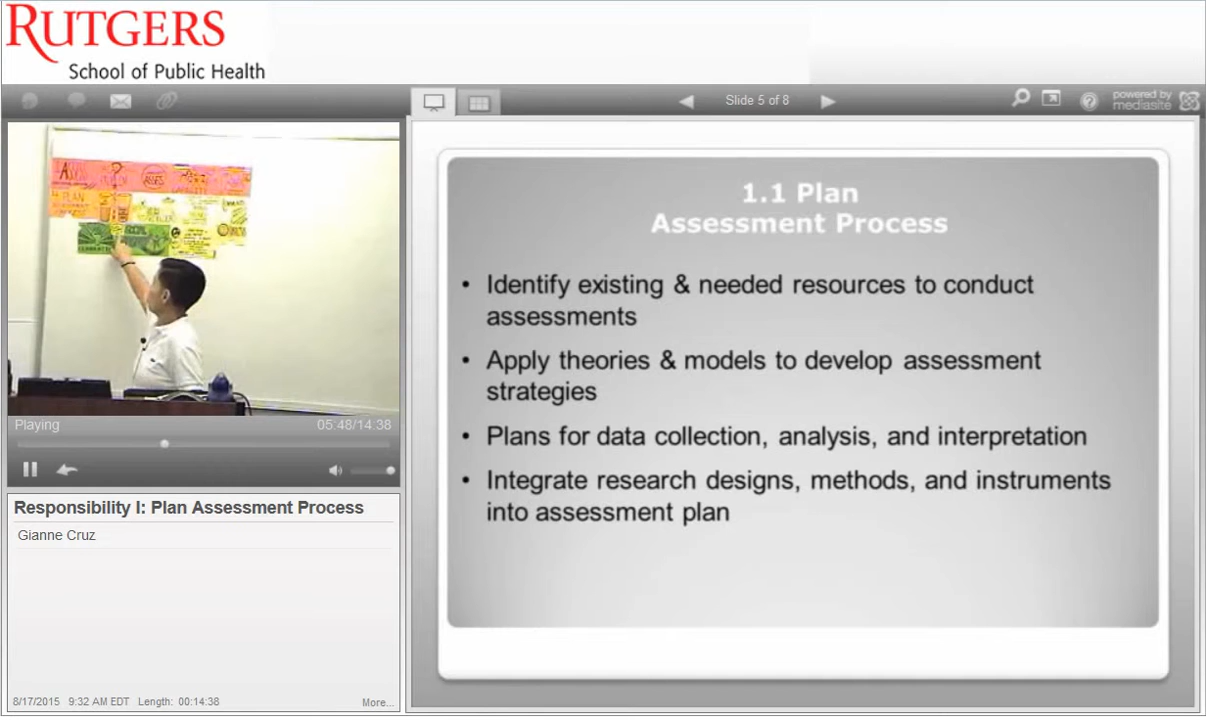 RUTGERS
School of Public Health
Slide 5 of 8
powered by
mediasite
ASSES
PLAN
Playing
05:48/14:38
1.1 Plan
Assessment Process
• Identify existing & needed resources to conduct
assessments
• Apply theories & models to develop assessment
strategies
• Plans for data collection, analysis, and interpretation
• Integrate research designs, methods, and instruments
into assessment plan
Responsibility I: Plan Assessment Process
Gianne Cruz
8/17/2015 9:32 AM EDT Length: 00:14:38
More...